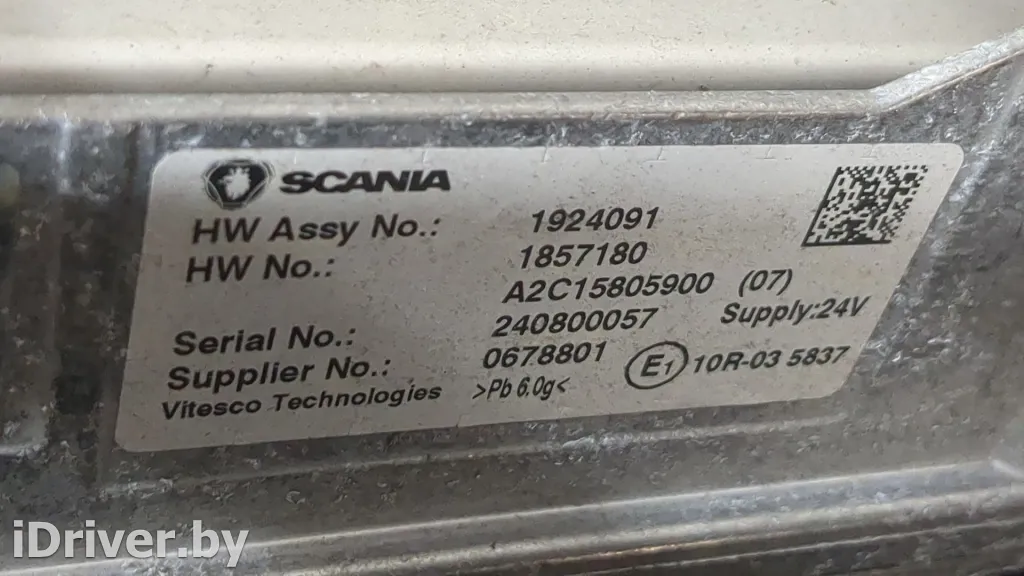 SCANIA
HW Assy No.: 1924091
HW No.: 1857180
A2C15805900 (07)
Serial No.: 240800057 Supply:24V
Supplier No.: 0678801 E1 10R-03 5837
Vitesco Technologies >Pb 6.0g<
iDriver.by